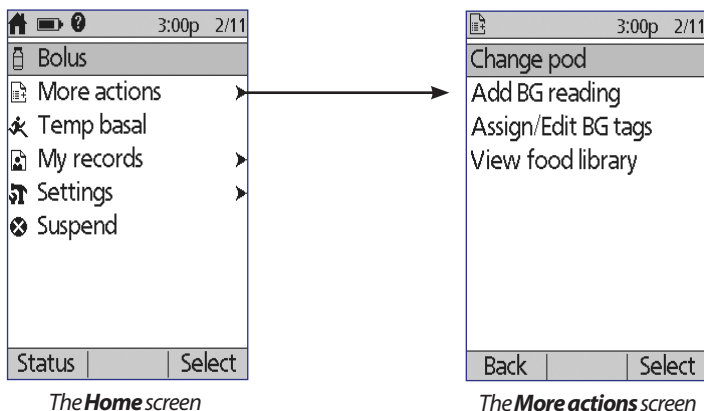 3:00p 2/11
Bolus
More actions
Temp basal
My records
Settings
Suspend
Status Select
The Home screen
3:00p 2/11
Change pod
Add BG reading
Assign/Edit BG tags
View food library
Back Select
The More actions screen